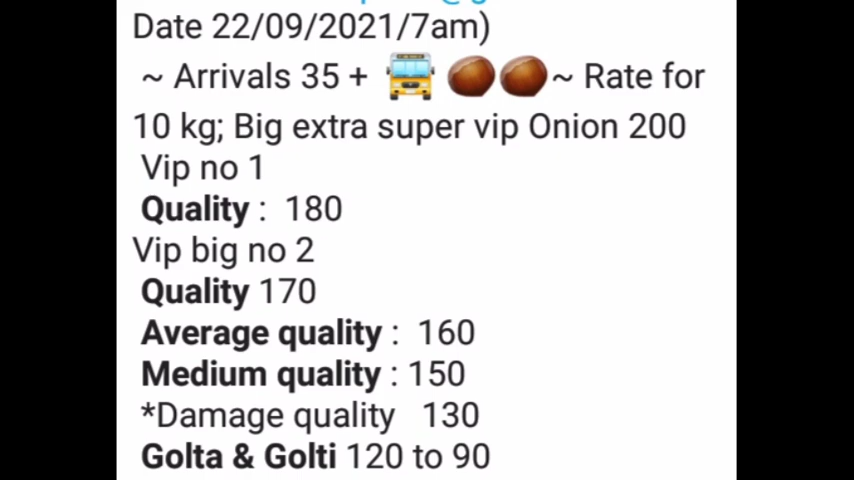 Date 22/09/2021/7am)
~ Arrivals 35 + 🚌 🌰🌰~ Rate for
10 kg; Big extra super vip Onion 200
Vip no 1
Quality : 180
Vip big no 2
Quality 170
Average quality : 160
Medium quality : 150
*Damage quality 130
Golta & Golti 120 to 90